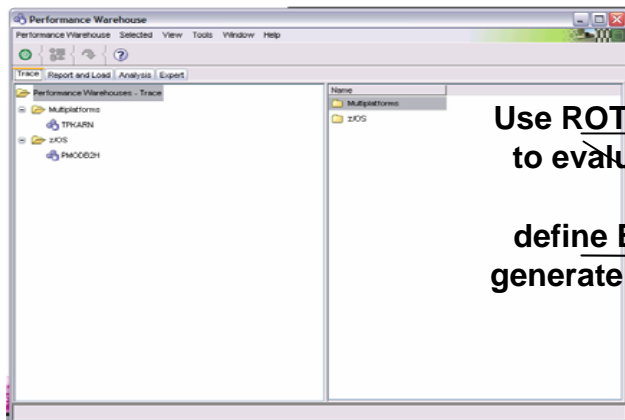 Performance Warehouse
Performance Warehouse Selected View Tools Window Help
Trace Report and Load Analysis Expert
Performance Warehouses - Trace
Multiplatforms
TPKARN
z/OS
PMODB2H
Name
Multiplatforms
z/OS
Use ROT
to evalu
define
generate